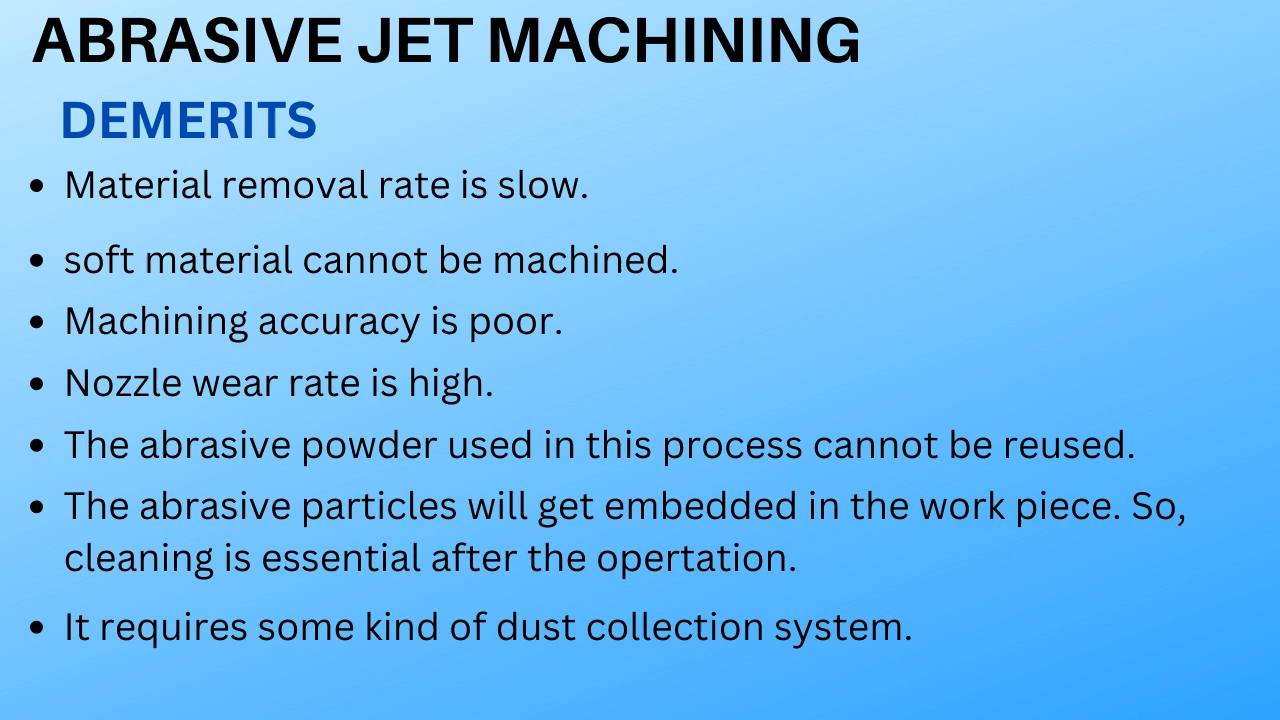 ABRASIVE JET MACHINING
DEMERITS
• Material removal rate is slow.
• soft material cannot be machined.
• Machining accuracy is poor.
• Nozzle wear rate is high.
• The abrasive powder used in this process cannot be reused.
• The abrasive particles will get embedded in the work piece. So,
cleaning is essential after the opertation.
• It requires some kind of dust collection system.